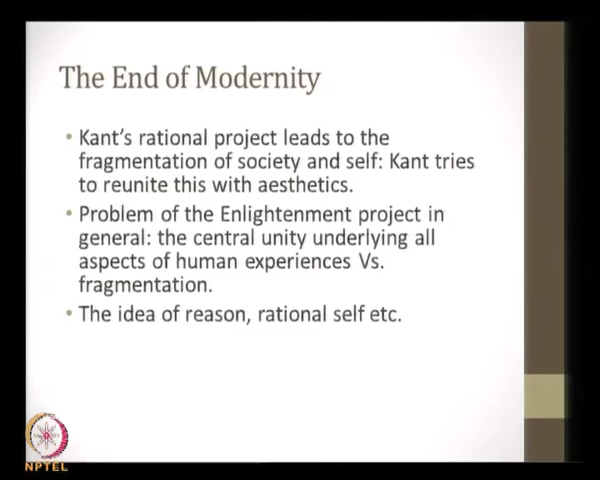 The End of Modernity
• Kant's rational project leads to the
fragmentation of society and self: Kant tries
to reunite this with aesthetics.
• Problem of the Enlightenment project in
general: the central unity underlying all
aspects of human experiences Vs.
fragmentation.
• The idea of reason, rational self etc.
NPTEL